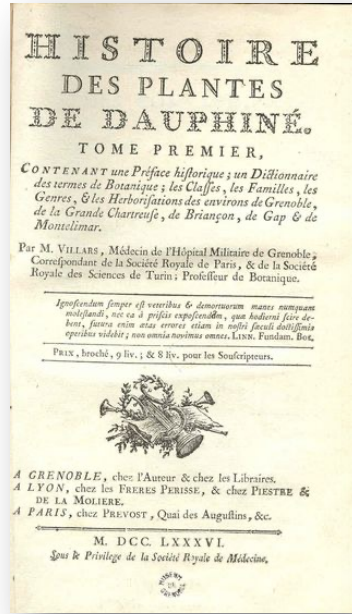 HISTOIRE
DES PLANTES
DE DAUPHINÉ.
TOME PREMIER,
CONTENANT une Préface historique ; un Dictionnaire
des termes de Botanique ; les Classes, les Familles, les
Genres, & les Herborisations des environs de Grenoble,
de la Grande Chartreuse, de Briançon, de Gap & de
Montelimar.
Par M. VILLARS, Médecin de l'Hôpital Militaire de Grenoble,
Correspondant de la Société Royale de Paris, & de la Société
Royale des Sciences de Turin ; Professeur de Botanique.
Ignoscendum semper est veteribus & demortuorum manes numquam
molestandi, nec ea à priscis exposcendum, quæ hodierni scire de-
bent, futura enim ætas errores etiam in nostri sæculi doctissimis
operibus videbit ; non omnia novimus omnes. LINN. Fundam. Bot.
PRIX, broché, 9 liv. ; & 8 liv. pour les Souscripteurs.
A GRENOBLE, chez l'Auteur & chez les Libraires.
A LYON, chez les FRERES PERISSE, & chez PIESTRE &
DE LA MOLIERE.
A PARIS, chez PREVOST, Quai des Augustins, &c.
M. DCC. LXXXVI.
Sous le Privilege de la Société Royale de Médecine.